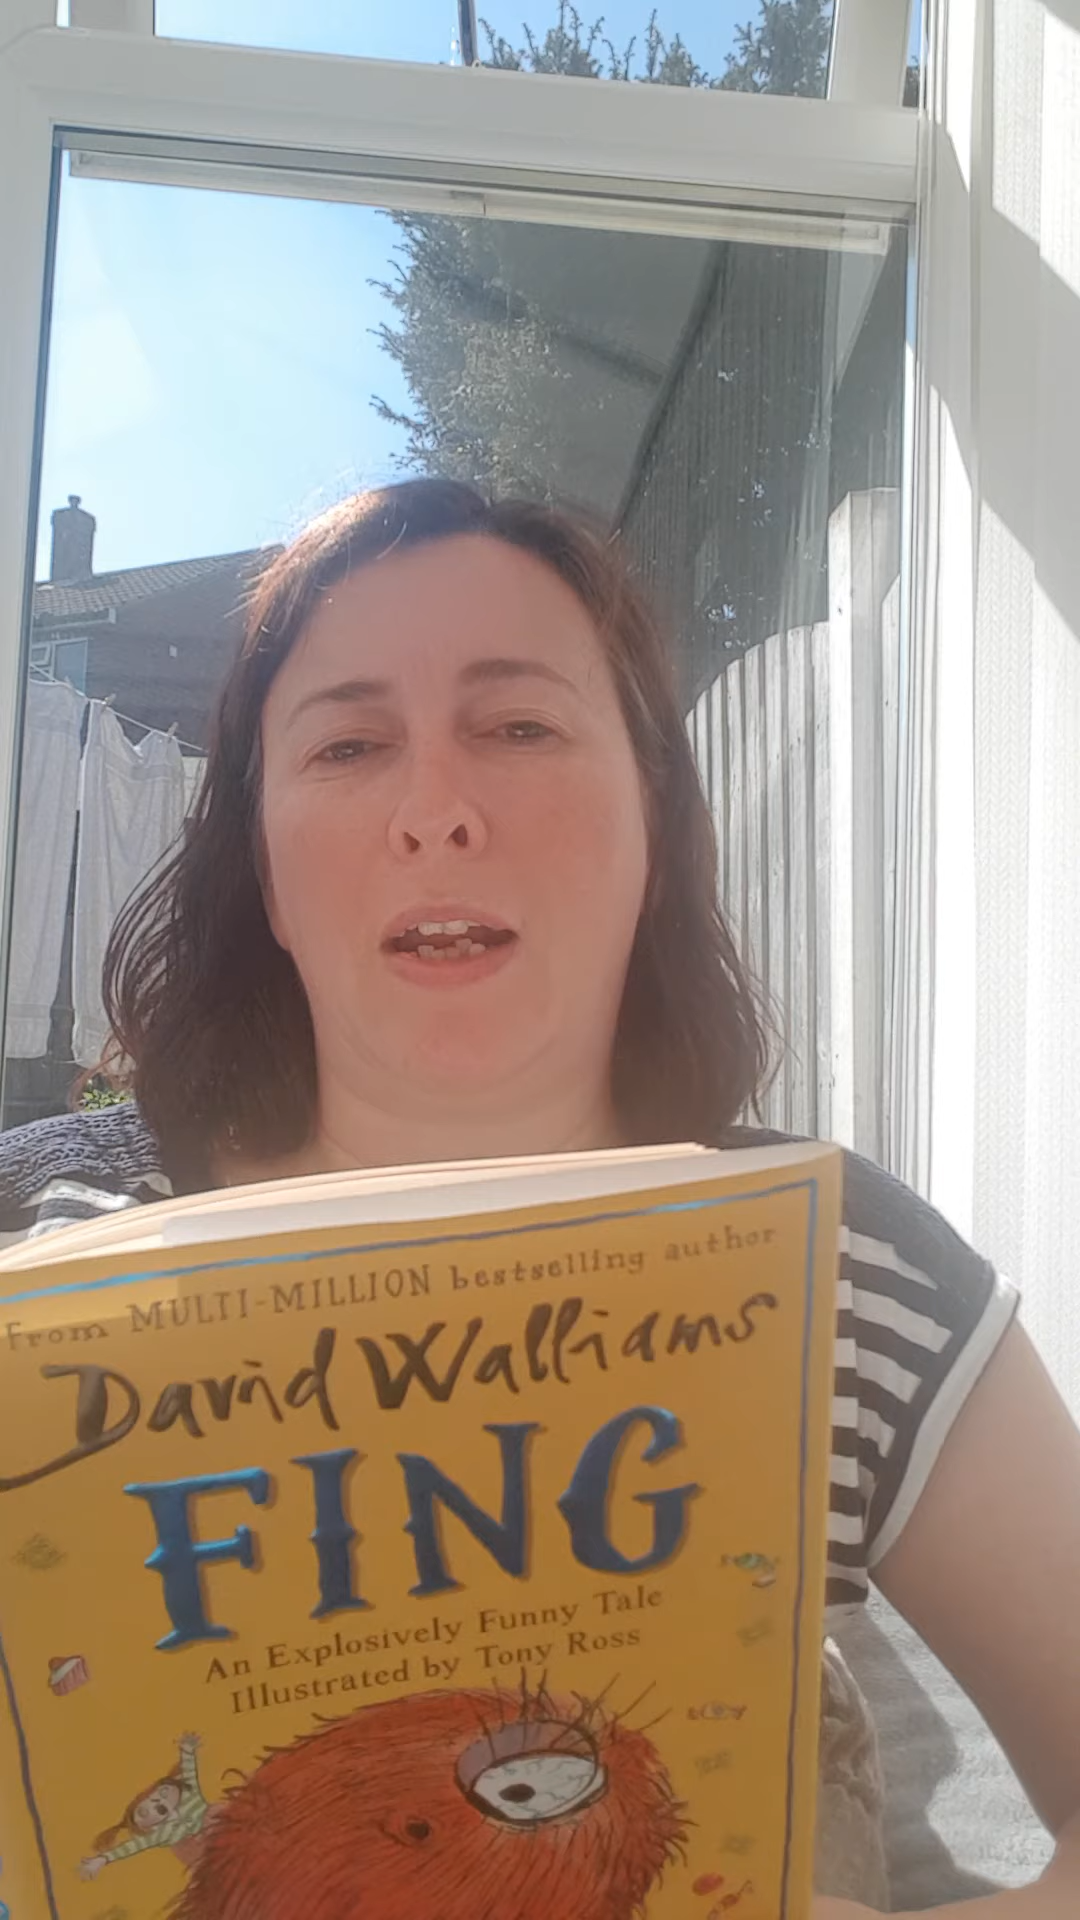 From MULTI-MILLION bestselling author
David Walliams
FING
An Explosively Funny Tale
Illustrated by Tony Ross